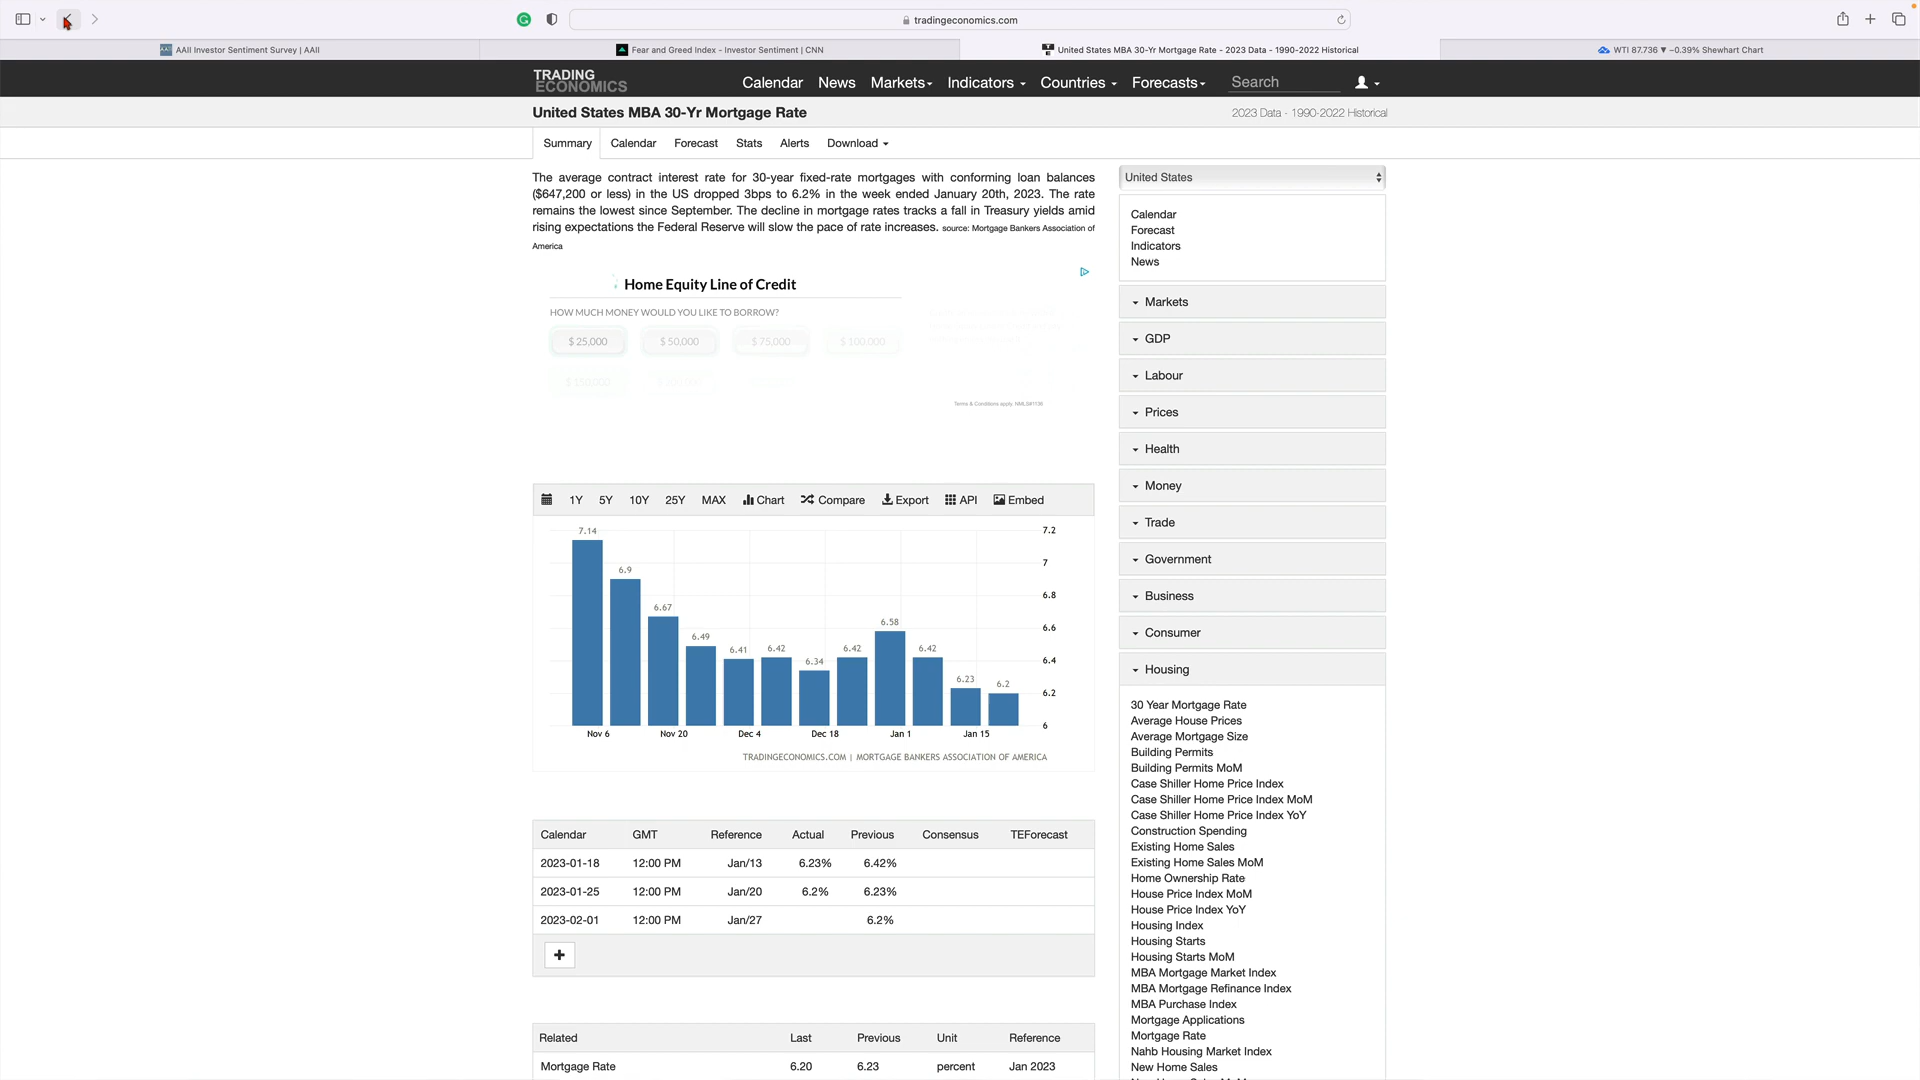 tradingeconomics.com
AAII Investor Sentiment Survey | AAII
Fear and Greed Index - Investor Sentiment | CNN
United States MBA 30-Yr Mortgage Rate - 2023 Data - 1990-2022 Historical
WTI 87.736 ▼ −0.39% Shewhart Chart
TRADING
ECONOMICS
Calendar News Markets Indicators Countries Forecasts Search
United States MBA 30-Yr Mortgage Rate
2023 Data - 1990-2022 Historical
Summary Calendar Forecast Stats Alerts Download
The average contract interest rate for 30-year fixed-rate mortgages with conforming loan balances
($647,200 or less) in the US dropped 3bps to 6.2% in the week ended January 20th, 2023. The rate
remains the lowest since September. The decline in mortgage rates tracks a fall in Treasury yields amid
rising expectations the Federal Reserve will slow the pace of rate increases. source: Mortgage Bankers Association of
America
Home Equity Line of Credit
HOW MUCH MONEY WOULD YOU LIKE TO BORROW?
$ 25,000 $ 50,000 $ 75,000 $ 100,000
$ 150,000
Terms & Conditions apply. NMLS#1136
1Y 5Y 10Y 25Y MAX Chart Compare Export API Embed
7.14
6.9
6.67
6.49
6.41
6.42
6.34
6.42
6.58
6.42
6.23
6.2
7.2
7
6.8
6.6
6.4
6.2
6
Nov 6 Nov 20 Dec 4 Dec 18 Jan 1 Jan 15
TRADINGECONOMICS.COM | MORTGAGE BANKERS ASSOCIATION OF AMERICA
Calendar GMT Reference Actual Previous Consensus TEForecast
2023-01-18 12:00 PM Jan/13 6.23% 6.42%
2023-01-25 12:00 PM Jan/20 6.2% 6.23%
2023-02-01 12:00 PM Jan/27 6.2%
Related Last Previous Unit Reference
Mortgage Rate 6.20 6.23 percent Jan 2023
United States
Calendar
Forecast
Indicators
News
Markets
GDP
Labour
Prices
Health
Money
Trade
Government
Business
Consumer
Housing
30 Year Mortgage Rate
Average House Prices
Average Mortgage Size
Building Permits
Building Permits MoM
Case Shiller Home Price Index
Case Shiller Home Price Index MoM
Case Shiller Home Price Index YoY
Construction Spending
Existing Home Sales
Existing Home Sales MoM
Home Ownership Rate
House Price Index MoM
House Price Index YoY
Housing Index
Housing Starts
Housing Starts MoM
MBA Mortgage Market Index
MBA Mortgage Refinance Index
MBA Purchase Index
Mortgage Applications
Mortgage Rate
Nahb Housing Market Index
New Home Sales